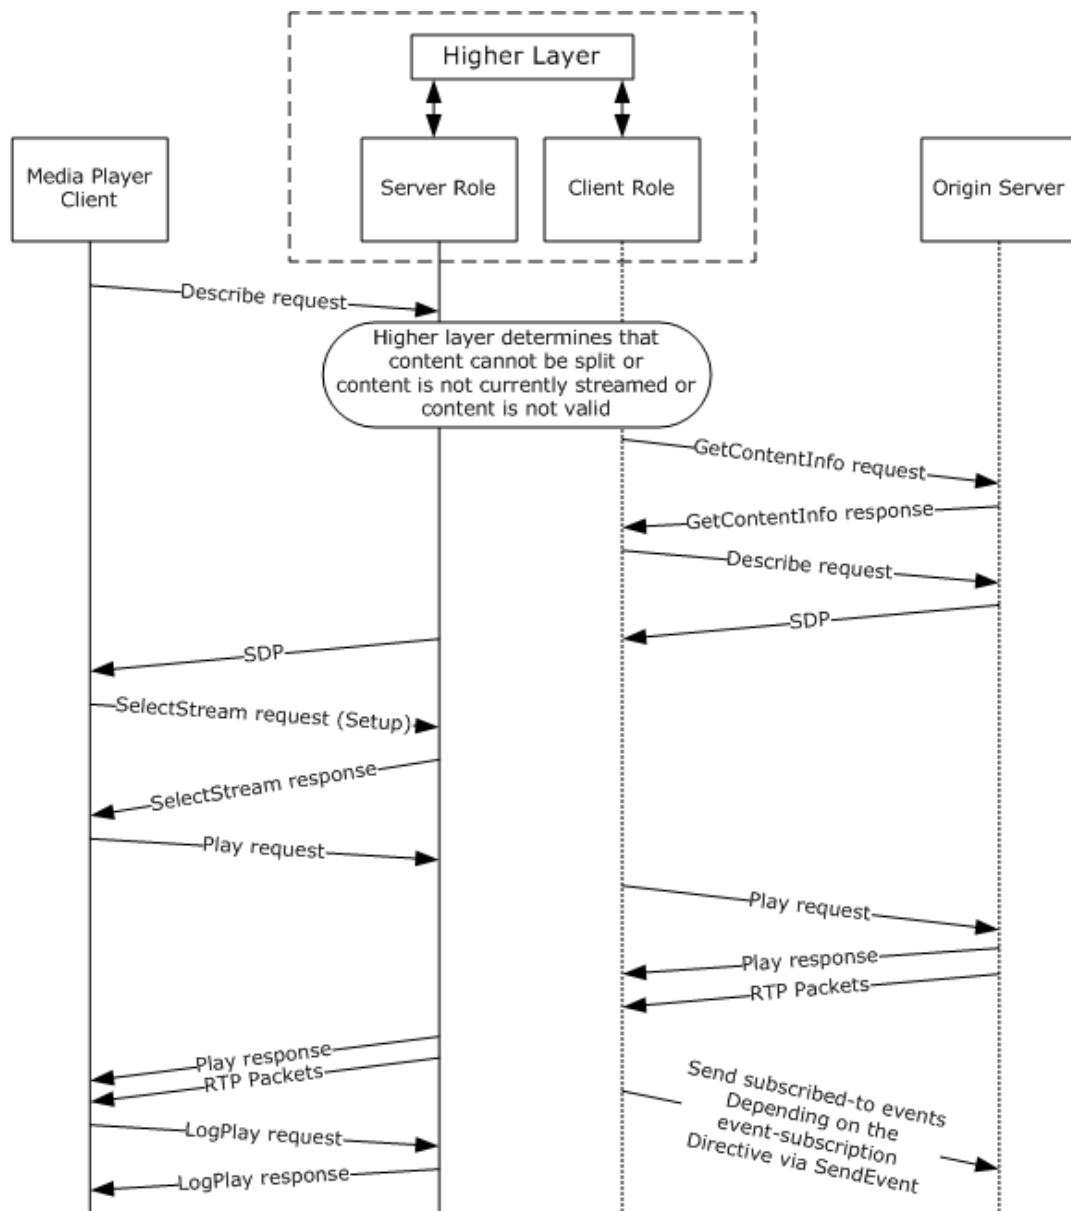 Higher Layer
Media Player
Client
Server Role
Client Role
Origin Server
Describe request
Higher layer determines that
content cannot be split or
content is not currently streamed or
content is not valid
GetContentInfo request
GetContentInfo response
Describe request
SDP
SDP
SelectStream request (Setup)
SelectStream response
Play request
Play request
Play response
RTP Packets
Play response
RTP Packets
Send subscribed-to events
Depending on the
event-subscription
Directive via SendEvent
LogPlay request
LogPlay response